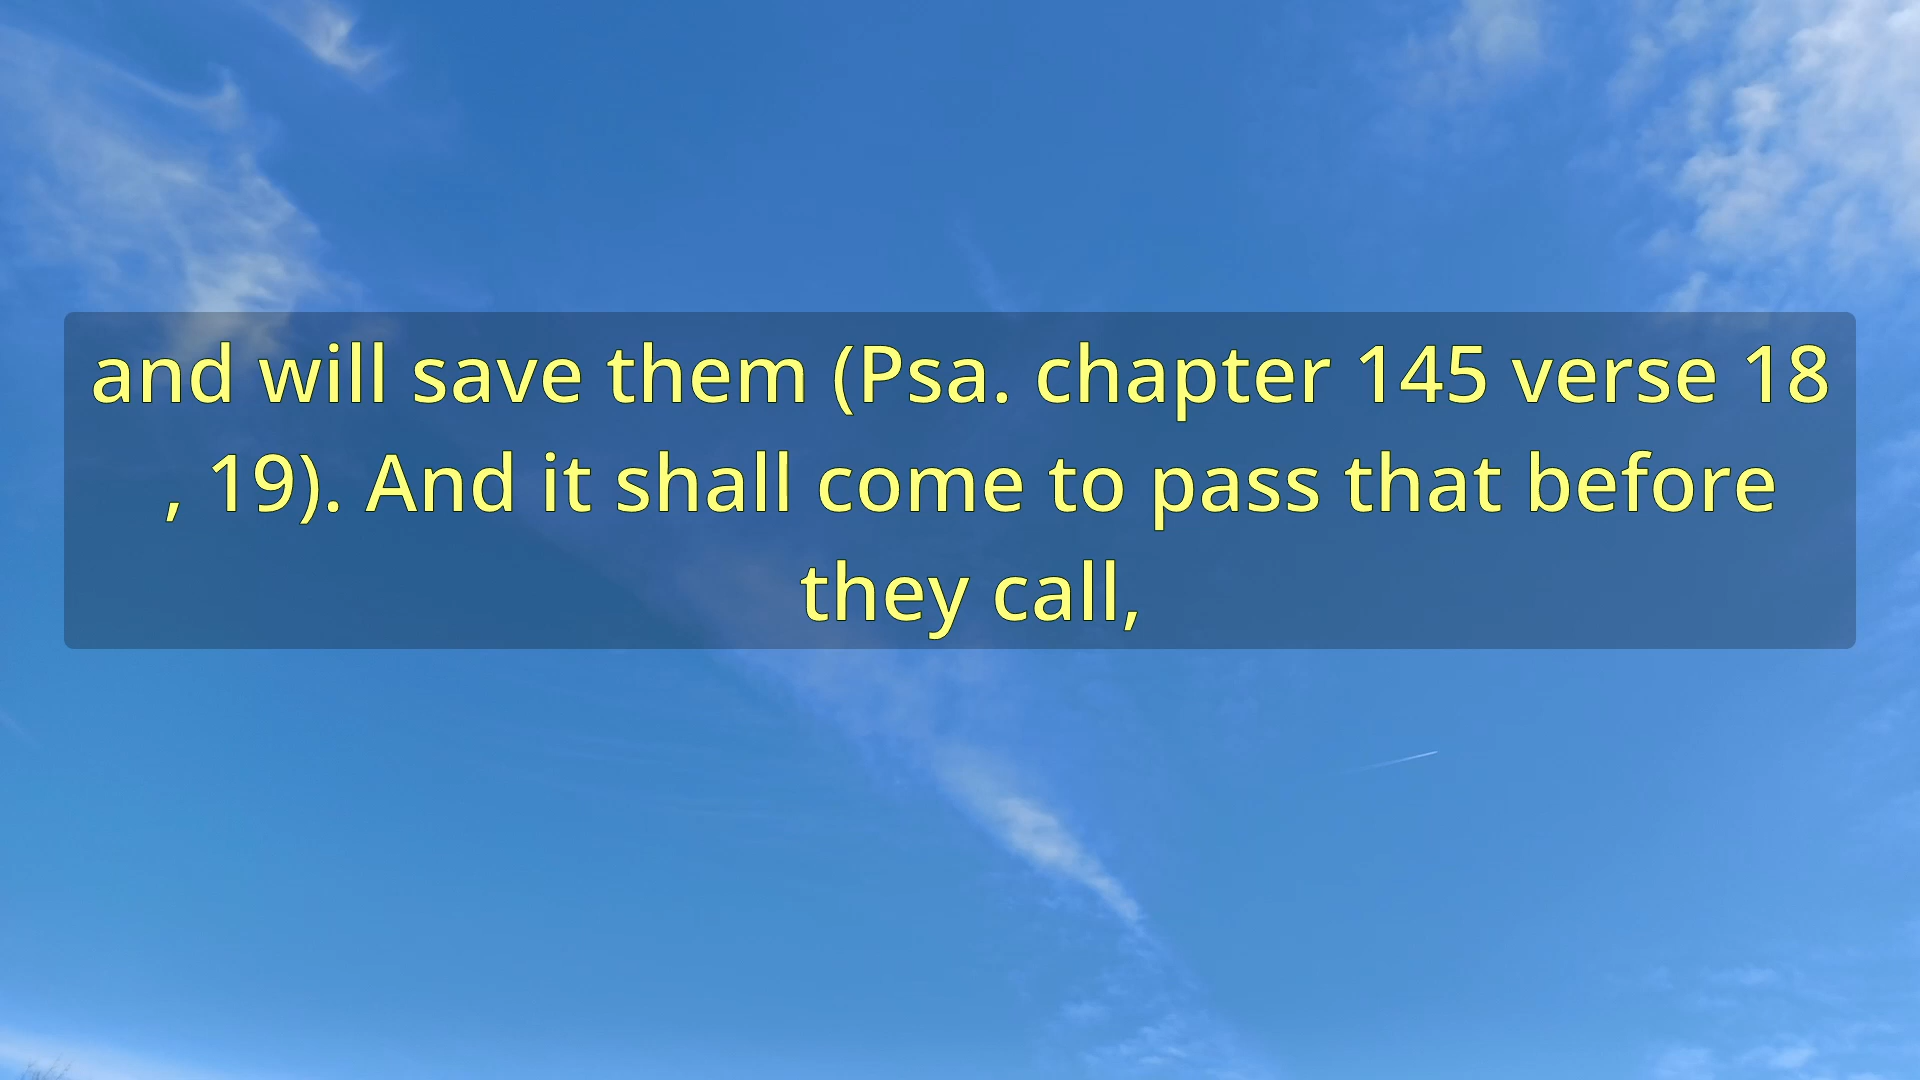 and will save them (Psa. chapter 145 verse 18
, 19). And it shall come to pass that before
they call,